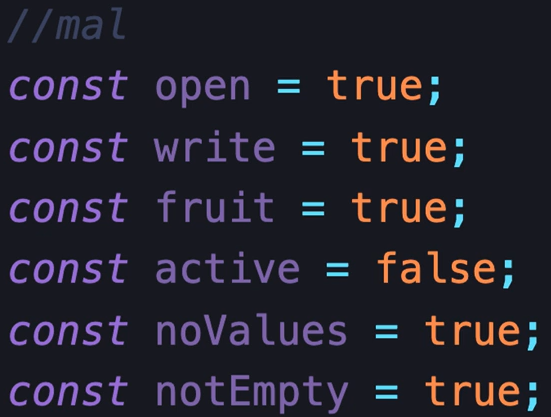 //mal
const open = true;
const write = true;
const fruit = true;
const active = false;
const noValues = true;
const notEmpty = true;